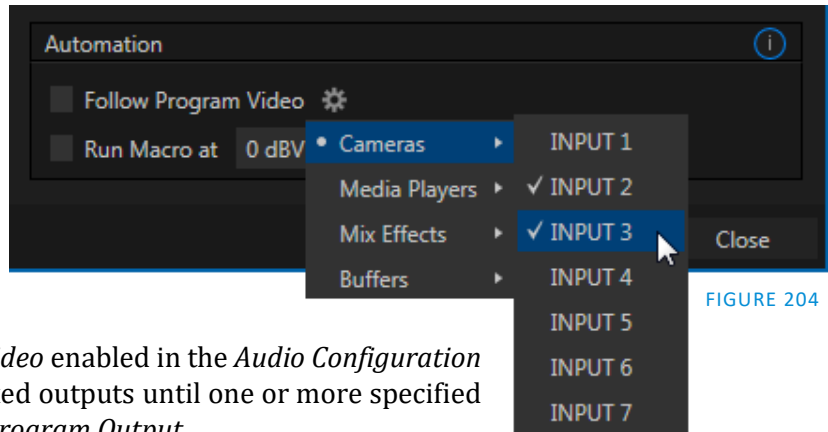 Automation
Follow Program Video
Run Macro at 0 dBV
Cameras
Media Players
Mix Effects
Buffers
INPUT 1
INPUT 2
INPUT 3
INPUT 4
INPUT 5
INPUT 6
INPUT 7
Close
FIGURE 204
deo enabled in the Audio Configuration
ed outputs until one or more specified
rogram Output